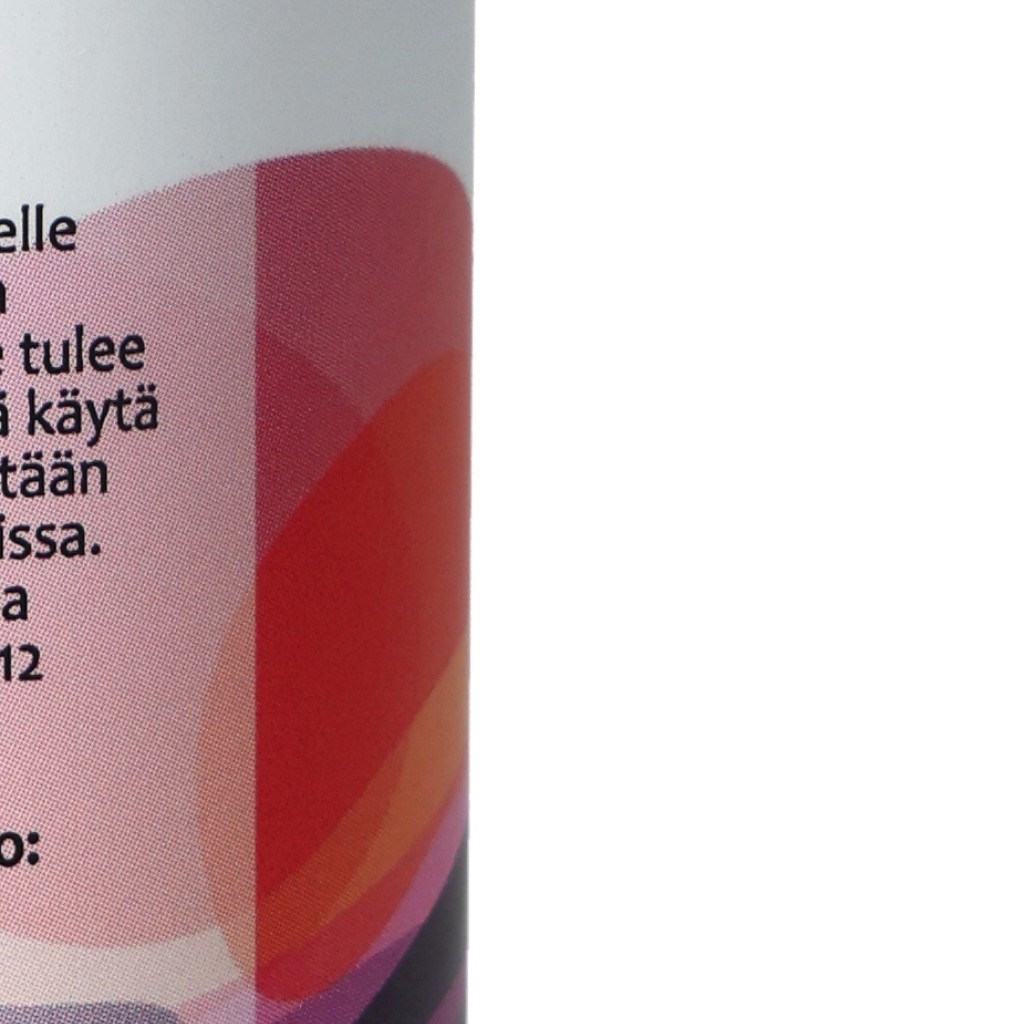 elle
tulee
käytä
tään
issa.
a
12
o: